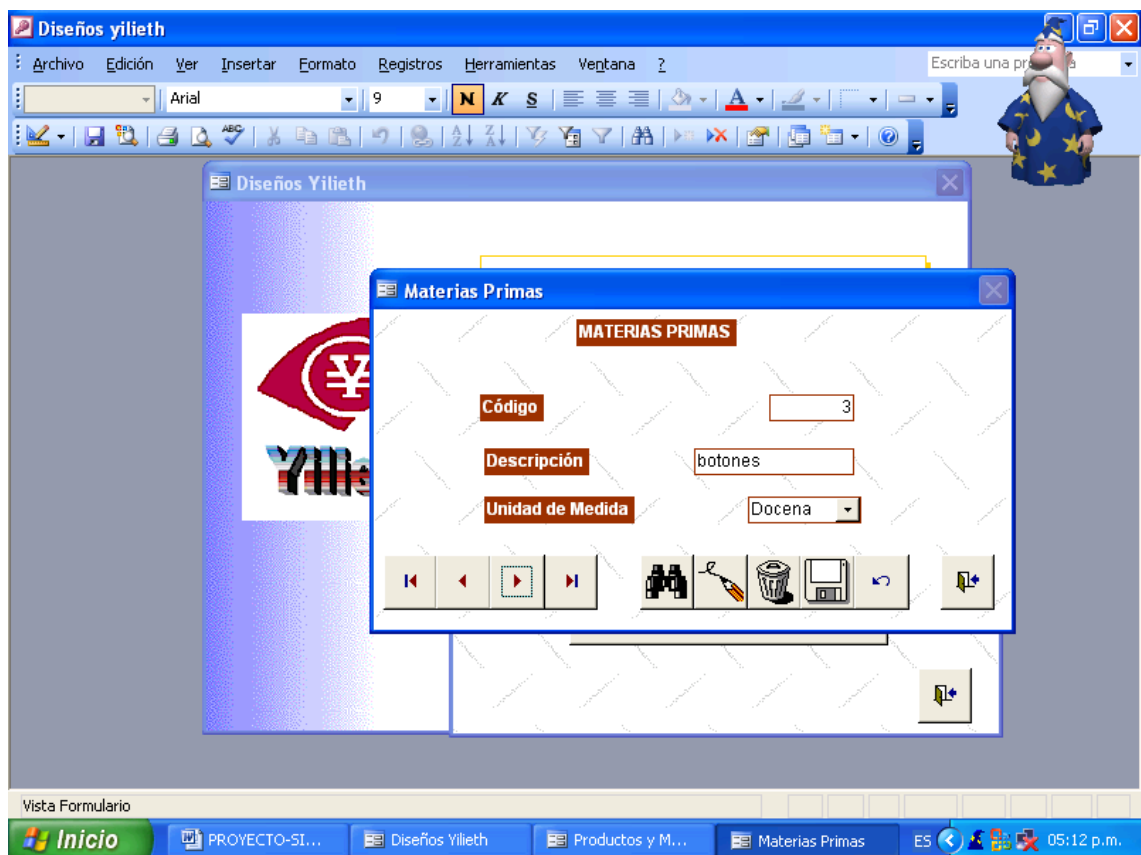 Diseños yilieth
Archivo Edición Ver Insertar Formato Registros Herramientas Ventana ?
Escriba una pr
Arial 9 N K S A
ABC
Diseños Yilieth
Materias Primas
MATERIAS PRIMAS
Código 3
Descripción botones
Unidad de Medida Docena
Vista Formulario
Inicio PROYECTO-SI... Diseños Yilieth Productos y M... Materias Primas ES 05:12 p.m.